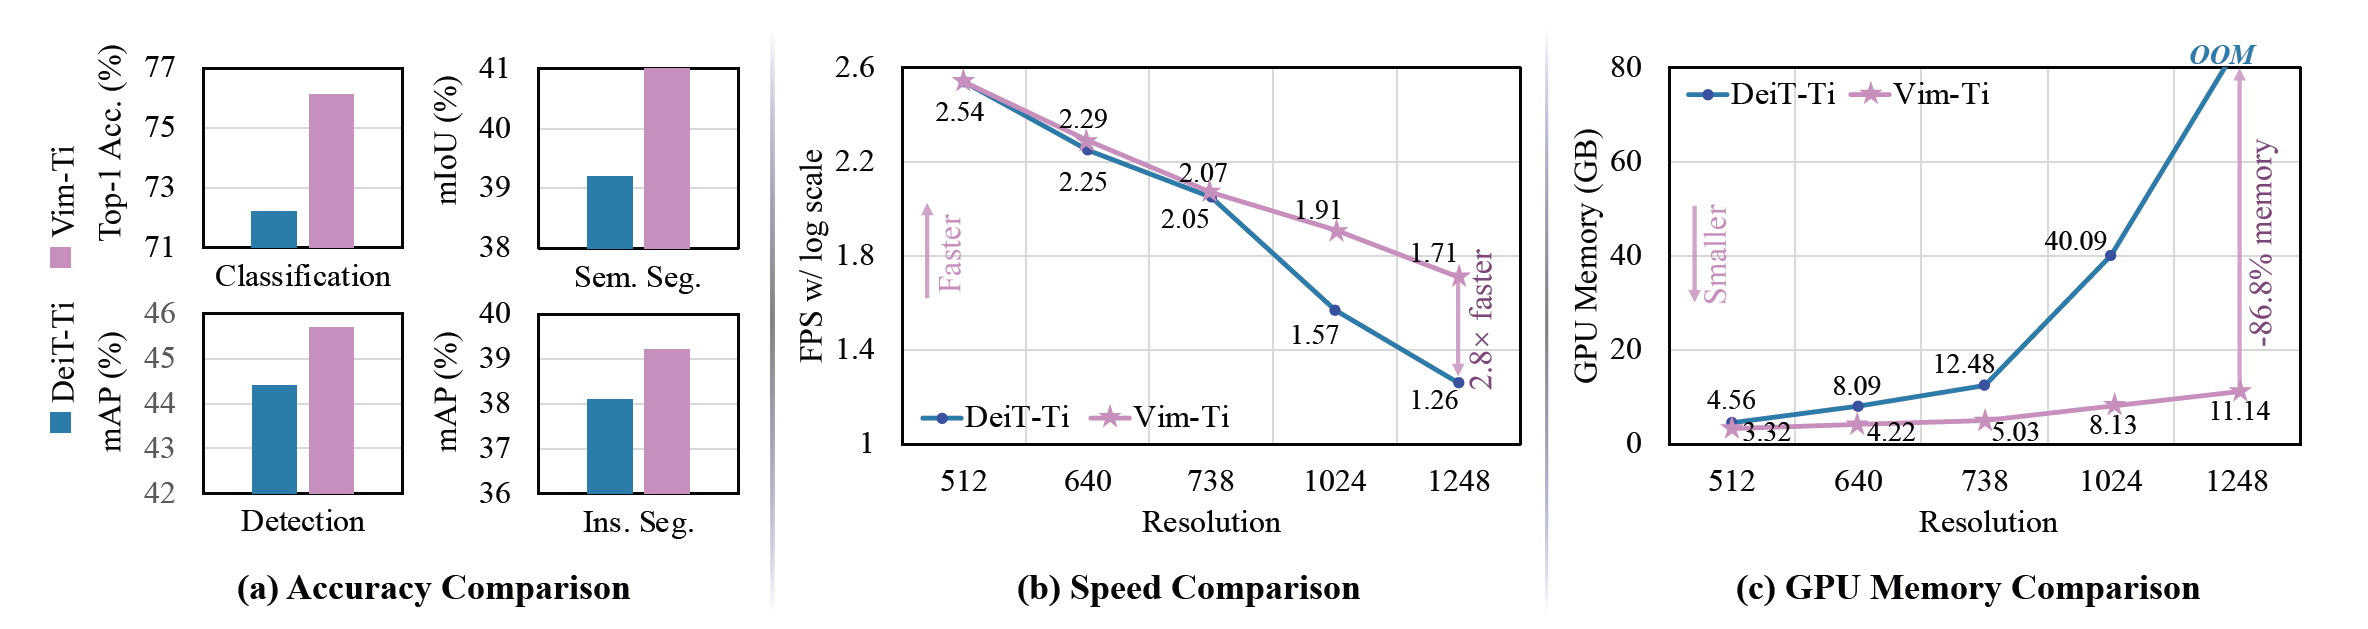 DeiT-Ti
Vim-Ti
Top-1 Acc. (%)
77
75
73
71
Classification
mIoU (%)
41
40
39
38
Sem. Seg.
mAP (%)
46
45
44
43
42
Detection
mAP (%)
40
39
38
37
36
Ins. Seg.
(a) Accuracy Comparison
FPS w/ log scale
2.6
2.2
1.8
1.4
1
2.54
2.29
2.25
2.07
2.05
1.91
1.57
1.71
1.26
Faster
2.8× faster
DeiT-Ti
Vim-Ti
512
640
738
1024
1248
Resolution
(b) Speed Comparison
GPU Memory (GB)
80
60
40
20
0
OOM
DeiT-Ti
Vim-Ti
Smaller
-86.8% memory
4.56
8.09
12.48
40.09
3.32
4.22
5.03
8.13
11.14
512
640
738
1024
1248
Resolution
(c) GPU Memory Comparison